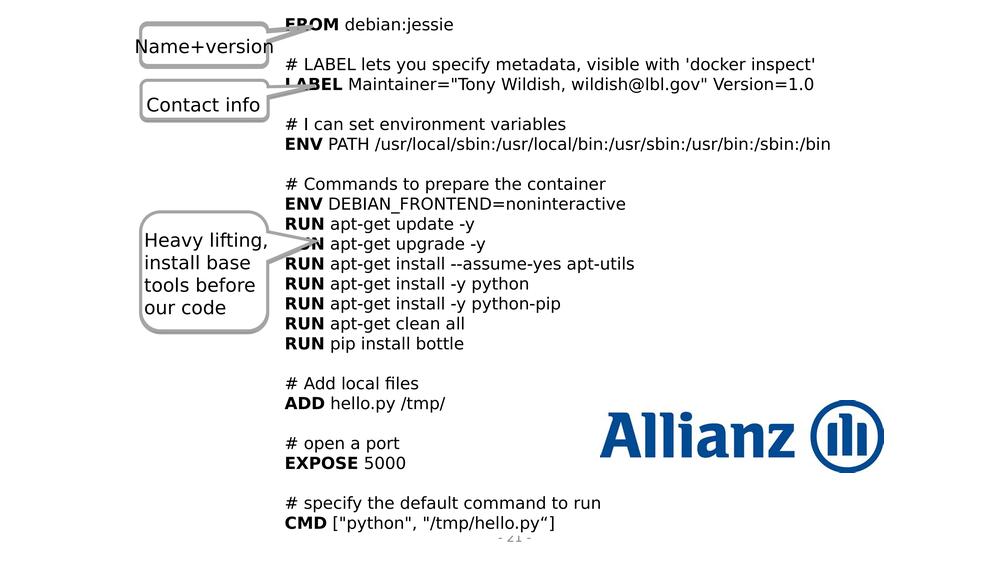 Name+version
FROM debian:jessie
# LABEL lets you specify metadata, visible with 'docker inspect'
Contact info
LABEL Maintainer="Tony Wildish, wildish@lbl.gov" Version=1.0
# I can set environment variables
ENV PATH /usr/local/sbin:/usr/local/bin:/usr/sbin:/usr/bin:/sbin:/bin
# Commands to prepare the container
ENV DEBIAN_FRONTEND=noninteractive
RUN apt-get update -y
Heavy lifting,
install base
tools before
our code
RUN apt-get upgrade -y
RUN apt-get install --assume-yes apt-utils
RUN apt-get install -y python
RUN apt-get install -y python-pip
RUN apt-get clean all
RUN pip install bottle
# Add local files
ADD hello.py /tmp/
Allianz
# open a port
EXPOSE 5000
# specify the default command to run
CMD ["python", "/tmp/hello.py“]
- 21 -